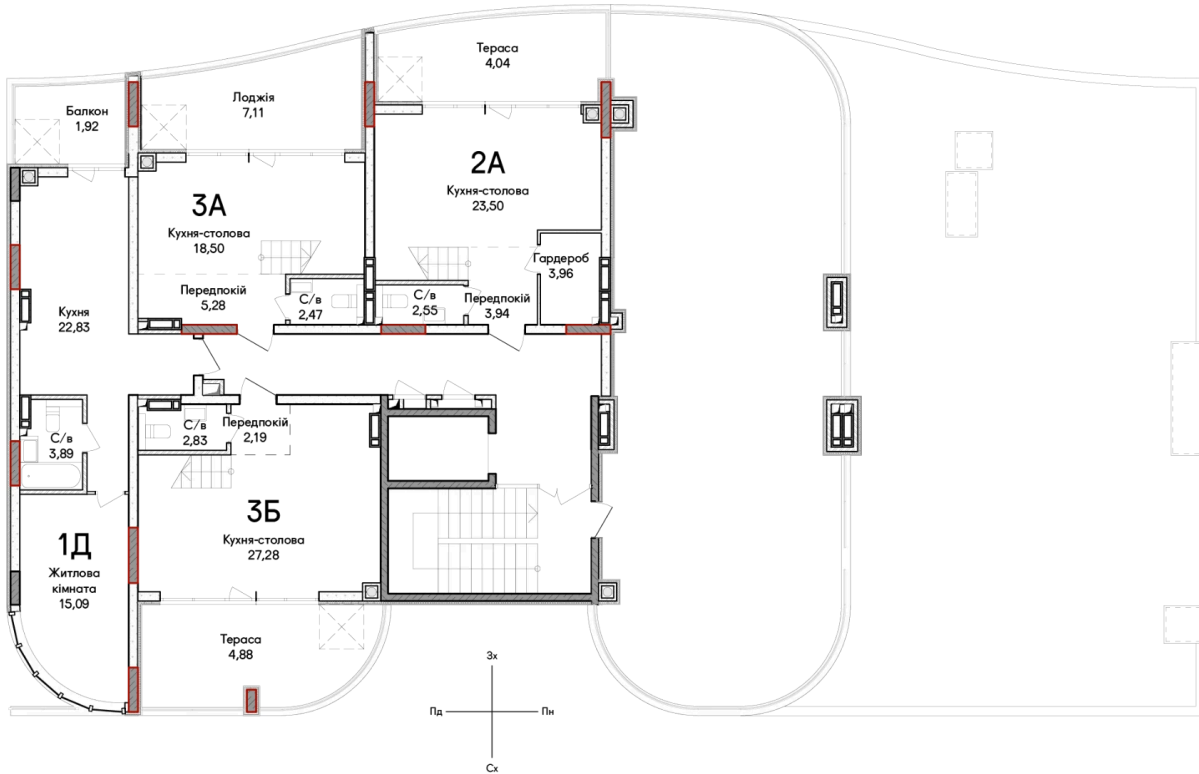 Тераса
4,04
Лоджія
7,11
Балкон
1,92
2А
Кухня-столова
23,50
3А
Кухня-столова
18,50
Гардероб
3,96
Передпокій
5,28
С/в
2,47
С/в
2,55
Передпокій
3,94
Кухня
22,83
С/в
3,89
С/в
2,83
Передпокій
2,19
3Б
Кухня-столова
27,28
1Д
Житлова
кімната
15,09
Тераса
4,88
Зх
Пд
Пн
Сх